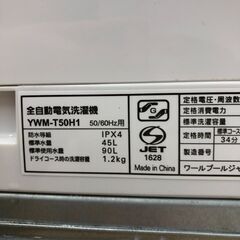 全自動電気洗濯機
YWM-T50H1 50/60Hz用
防水等級 IPX4
標準水量 45L
標準使用水量 90L
ドライコース時の洗濯容量 1.2kg
S G
JET
1628
Made in China
定格電圧・周波数
定格消費電力
標準洗濯容量
定格時間 標準コース
34分
製造番号
ワールプールジャ